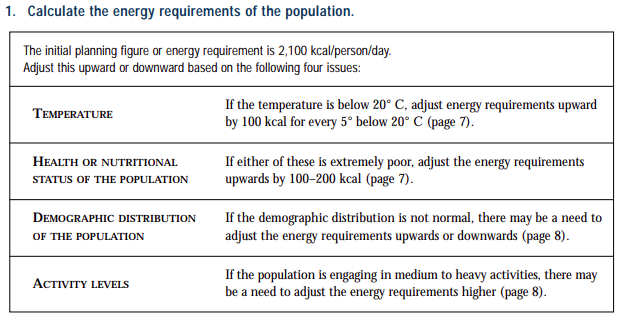 1. Calculate the energy requirements of the population.
The initial planning figure or energy requirement is 2,100 kcal/person/day.
Adjust this upward or downward based on the following four issues:
TEMPERATURE
If the temperature is below 20° C, adjust energy requirements upward
by 100 kcal for every 5° below 20° C (page 7).
HEALTH OR NUTRITIONAL
STATUS OF THE POPULATION
If either of these is extremely poor, adjust the energy requirements
upwards by 100–200 kcal (page 7).
DEMOGRAPHIC DISTRIBUTION
OF THE POPULATION
If the demographic distribution is not normal, there may be a need to
adjust the energy requirements upwards or downwards (page 8).
ACTIVITY LEVELS
If the population is engaging in medium to heavy activities, there may
be a need to adjust the energy requirements higher (page 8).